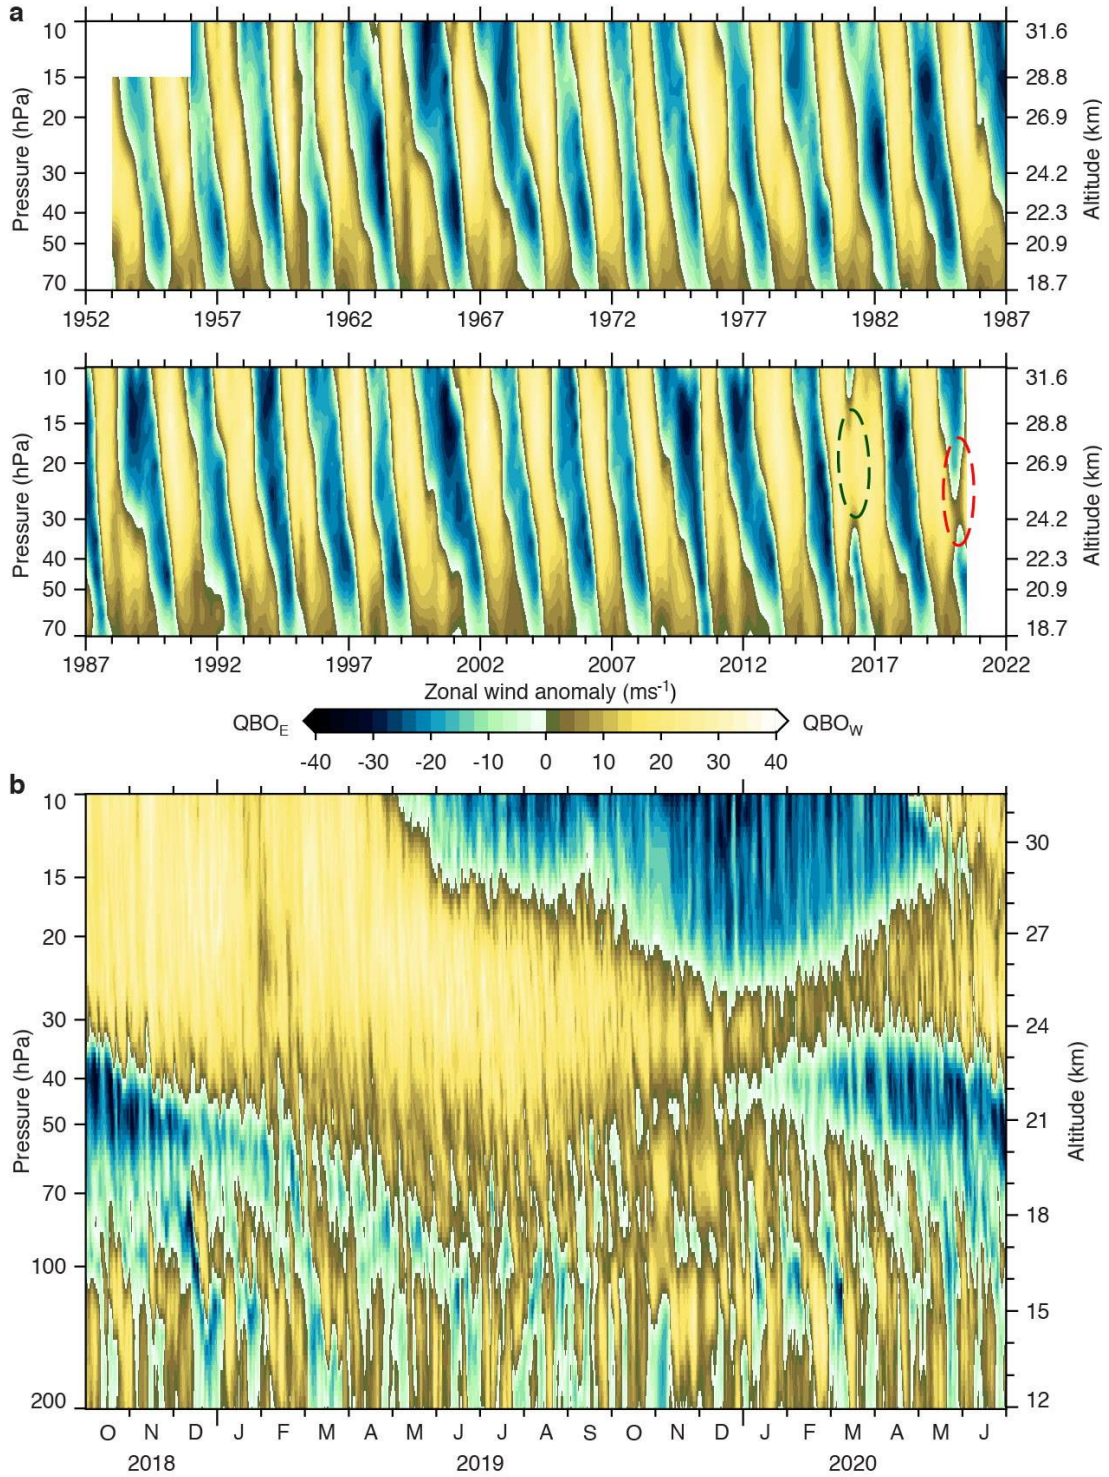 a
10
15
20
30
40
50
70
Pressure (hPa)
31.6
28.8
26.9
24.2
22.3
20.9
18.7
Altitude (km)
1952 1957 1962 1967 1972 1977 1982 1987
10
15
20
30
40
50
70
Pressure (hPa)
31.6
28.8
26.9
24.2
22.3
20.9
18.7
Altitude (km)
1987 1992 1997 2002 2007 2012 2017 2022
Zonal wind anomaly (ms⁻¹)
QBO_E QBO_W
-40 -30 -20 -10 0 10 20 30 40
b
10
15
20
30
40
50
70
100
200
Pressure (hPa)
30
27
24
21
18
15
12
Altitude (km)
O N D J F M A M J J A S O N D J F M A M J
2018 2019 2020